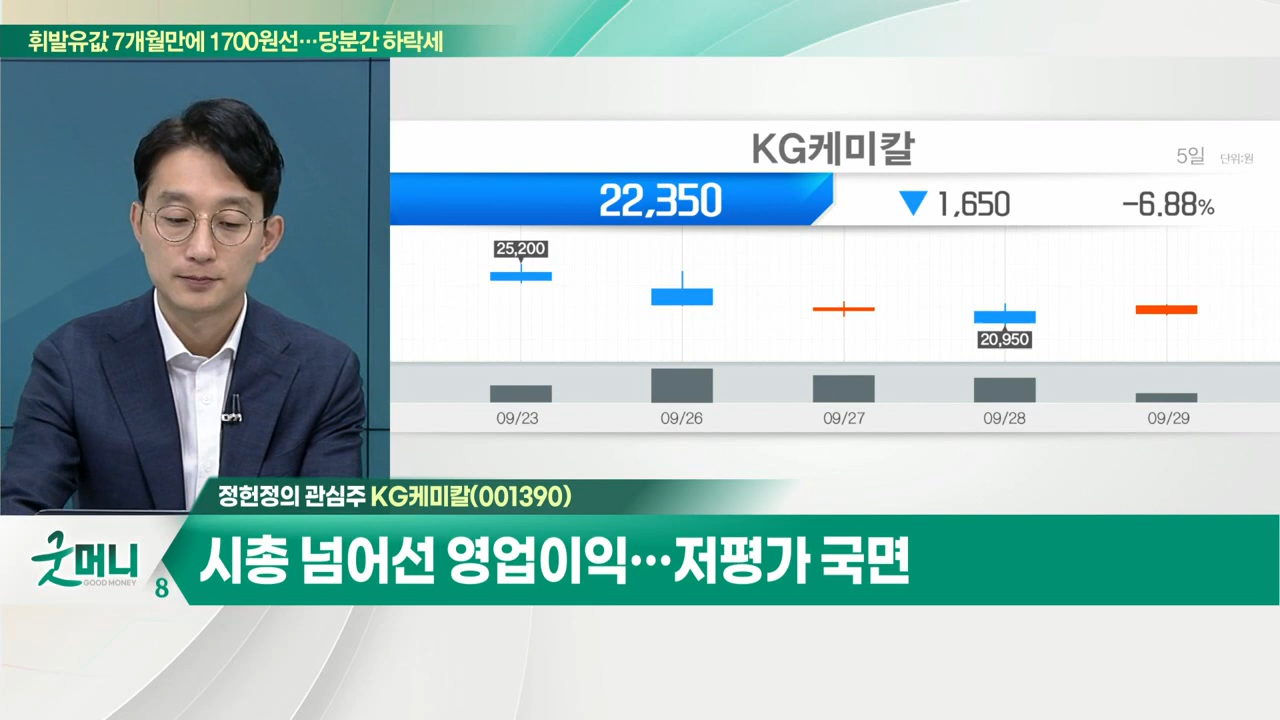 휘발유값 7개월만에 1700원선…당분간 하락세
KG케미칼
5일 단위:원
22,350 ▼ 1,650 -6.88%
25,200
20,950
09/23 09/26 09/27 09/28 09/29
정헌정의 관심주 KG케미칼(001390)
굿머니
GOOD MONEY
8
시총 넘어선 영업이익…저평가 국면